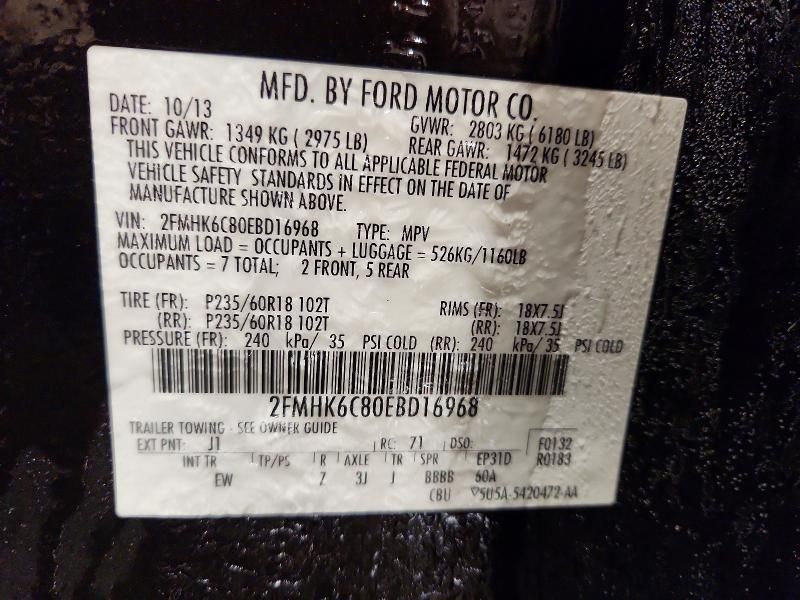 MFD. BY FORD MOTOR CO.
DATE: 10/13 GVWR: 2803 KG ( 6180 LB)
FRONT GAWR: 1349 KG ( 2975 LB) REAR GAWR: 1472 KG ( 3245 LB)
THIS VEHICLE CONFORMS TO ALL APPLICABLE FEDERAL MOTOR
VEHICLE SAFETY STANDARDS IN EFFECT ON THE DATE OF
MANUFACTURE SHOWN ABOVE.
VIN: 2FMHK6C80EBD16968 TYPE: MPV
MAXIMUM LOAD = OCCUPANTS + LUGGAGE = 526KG/1160LB
OCCUPANTS = 7 TOTAL; 2 FRONT, 5 REAR
TIRE (FR): P235/60R18 102T RIMS (FR): 18X7.5J
(RR): P235/60R18 102T (RR): 18X7.5J
PRESSURE (FR): 240 kPa/ 35 PSI COLD (RR): 240 kPa/ 35 PSI COLD
2FMHK6C80EBD16968
TRAILER TOWING - SEE OWNER GUIDE
EXT PNT: J1 RC: 71 DSO: F0132
INT TR TP/PS R AXLE TR SPR EP31D R0183
EW Z 3J J BBBB 60A
CBU ▽5U5A-5420472-AA